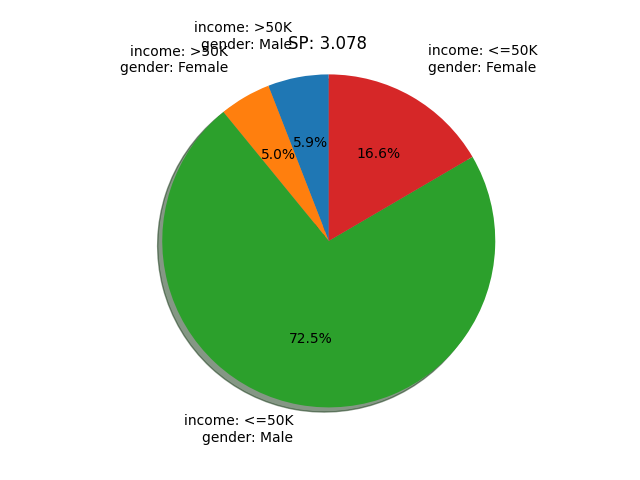 income: >50K
gender: Male
SP: 3.078
income: >50K
gender: Female
income: <=50K
gender: Female
5.9%
5.0%
16.6%
72.5%
income: <=50K
gender: Male